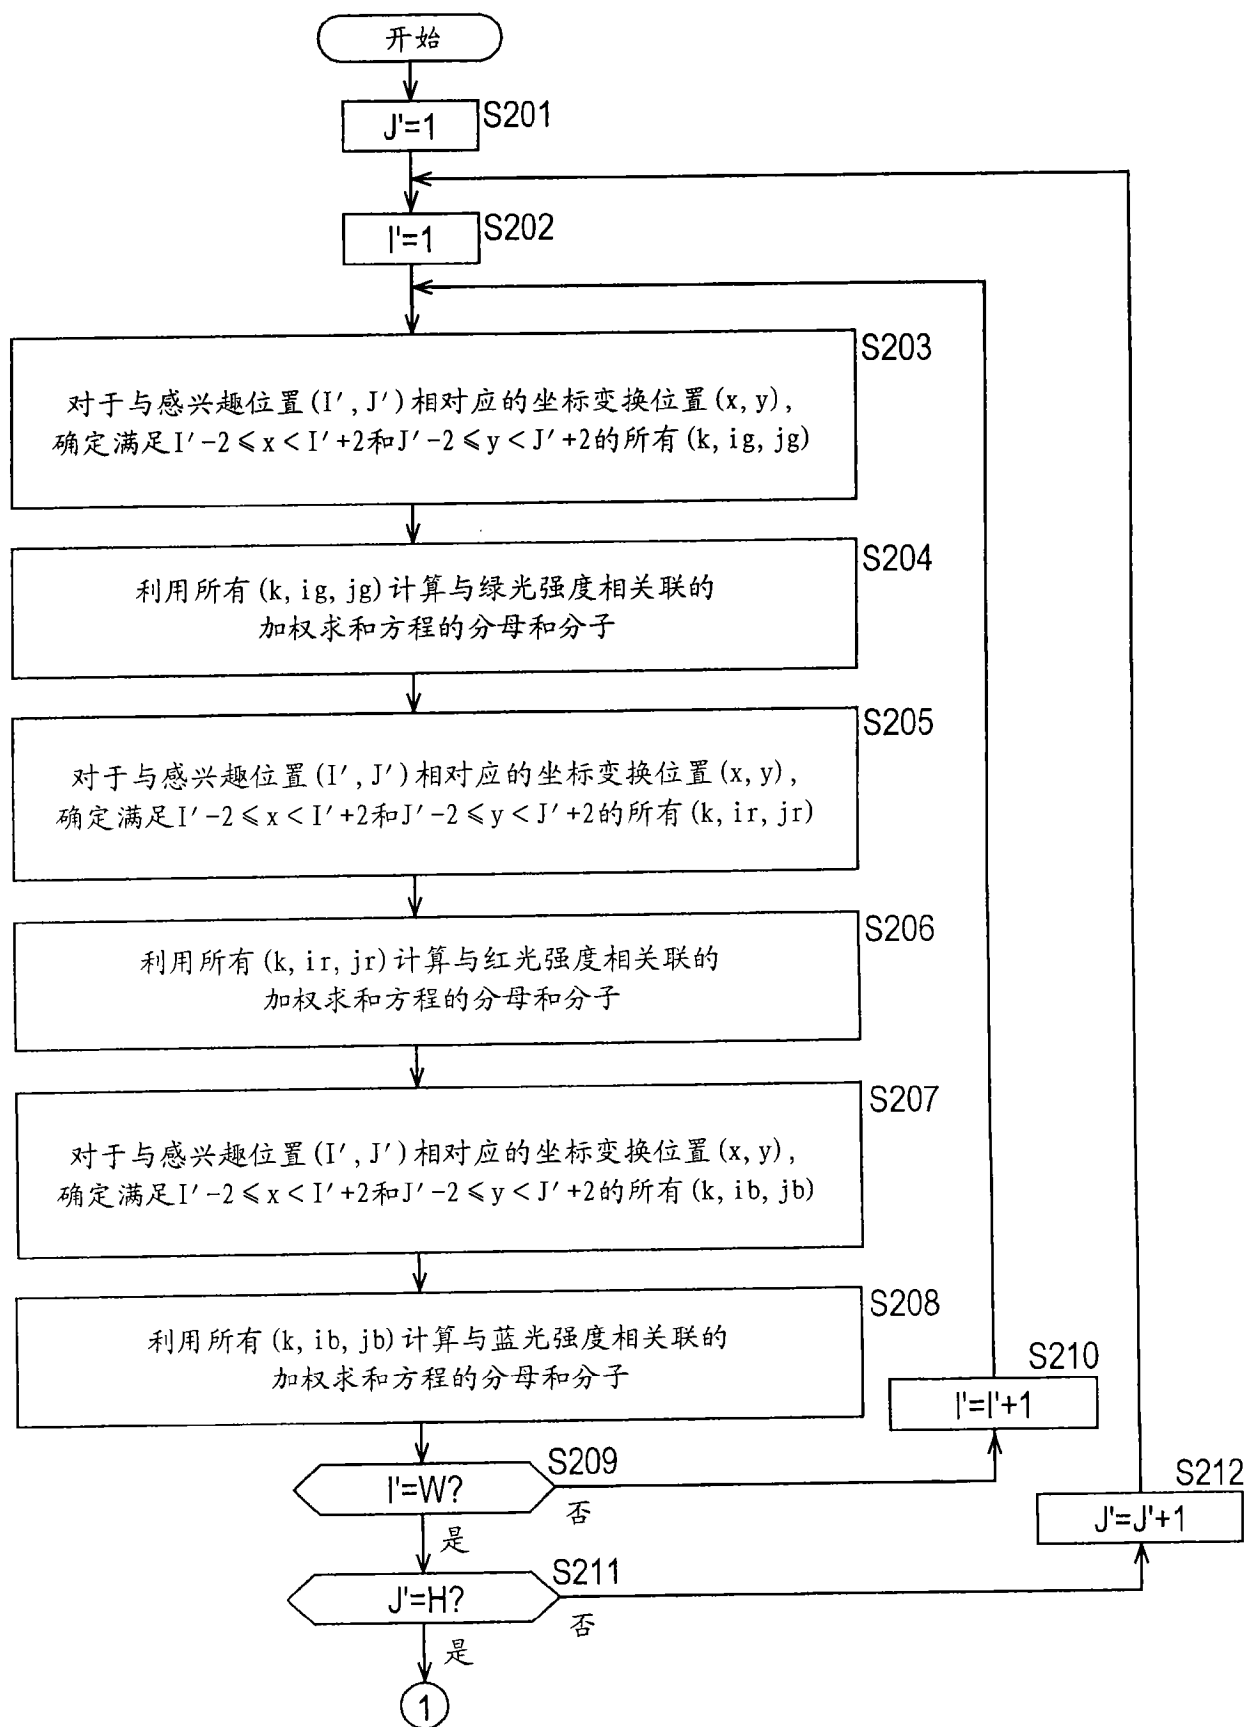 开始
J'=1
S201
I'=1
S202
S203
对于与感兴趣位置(I′,J′)相对应的坐标变换位置(x,y),
确定满足I′-2≤x<I′+2和J′-2≤y<J′+2的所有(k,ig,jg)
S204
利用所有(k,ig,jg)计算与绿光强度相关联的
加权求和方程的分母和分子
S205
对于与感兴趣位置(I′,J′)相对应的坐标变换位置(x,y),
确定满足I′-2≤x<I′+2和J′-2≤y<J′+2的所有(k,ir,jr)
S206
利用所有(k,ir,jr)计算与红光强度相关联的
加权求和方程的分母和分子
S207
对于与感兴趣位置(I′,J′)相对应的坐标变换位置(x,y),
确定满足I′-2≤x<I′+2和J′-2≤y<J′+2的所有(k,ib,jb)
S208
利用所有(k,ib,jb)计算与蓝光强度相关联的
加权求和方程的分母和分子
S210
I'=I'+1
S209
I'=W?
否
是
S212
J'=J'+1
S211
J'=H?
否
是
1